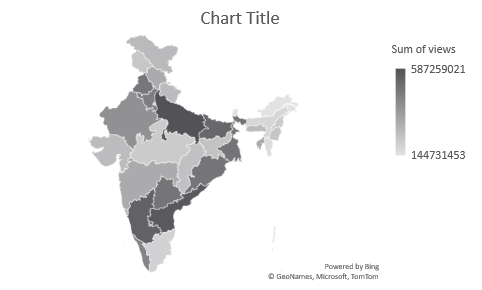 Chart Title
Sum of views
587259021
144731453
Powered by Bing
© GeoNames, Microsoft, TomTom